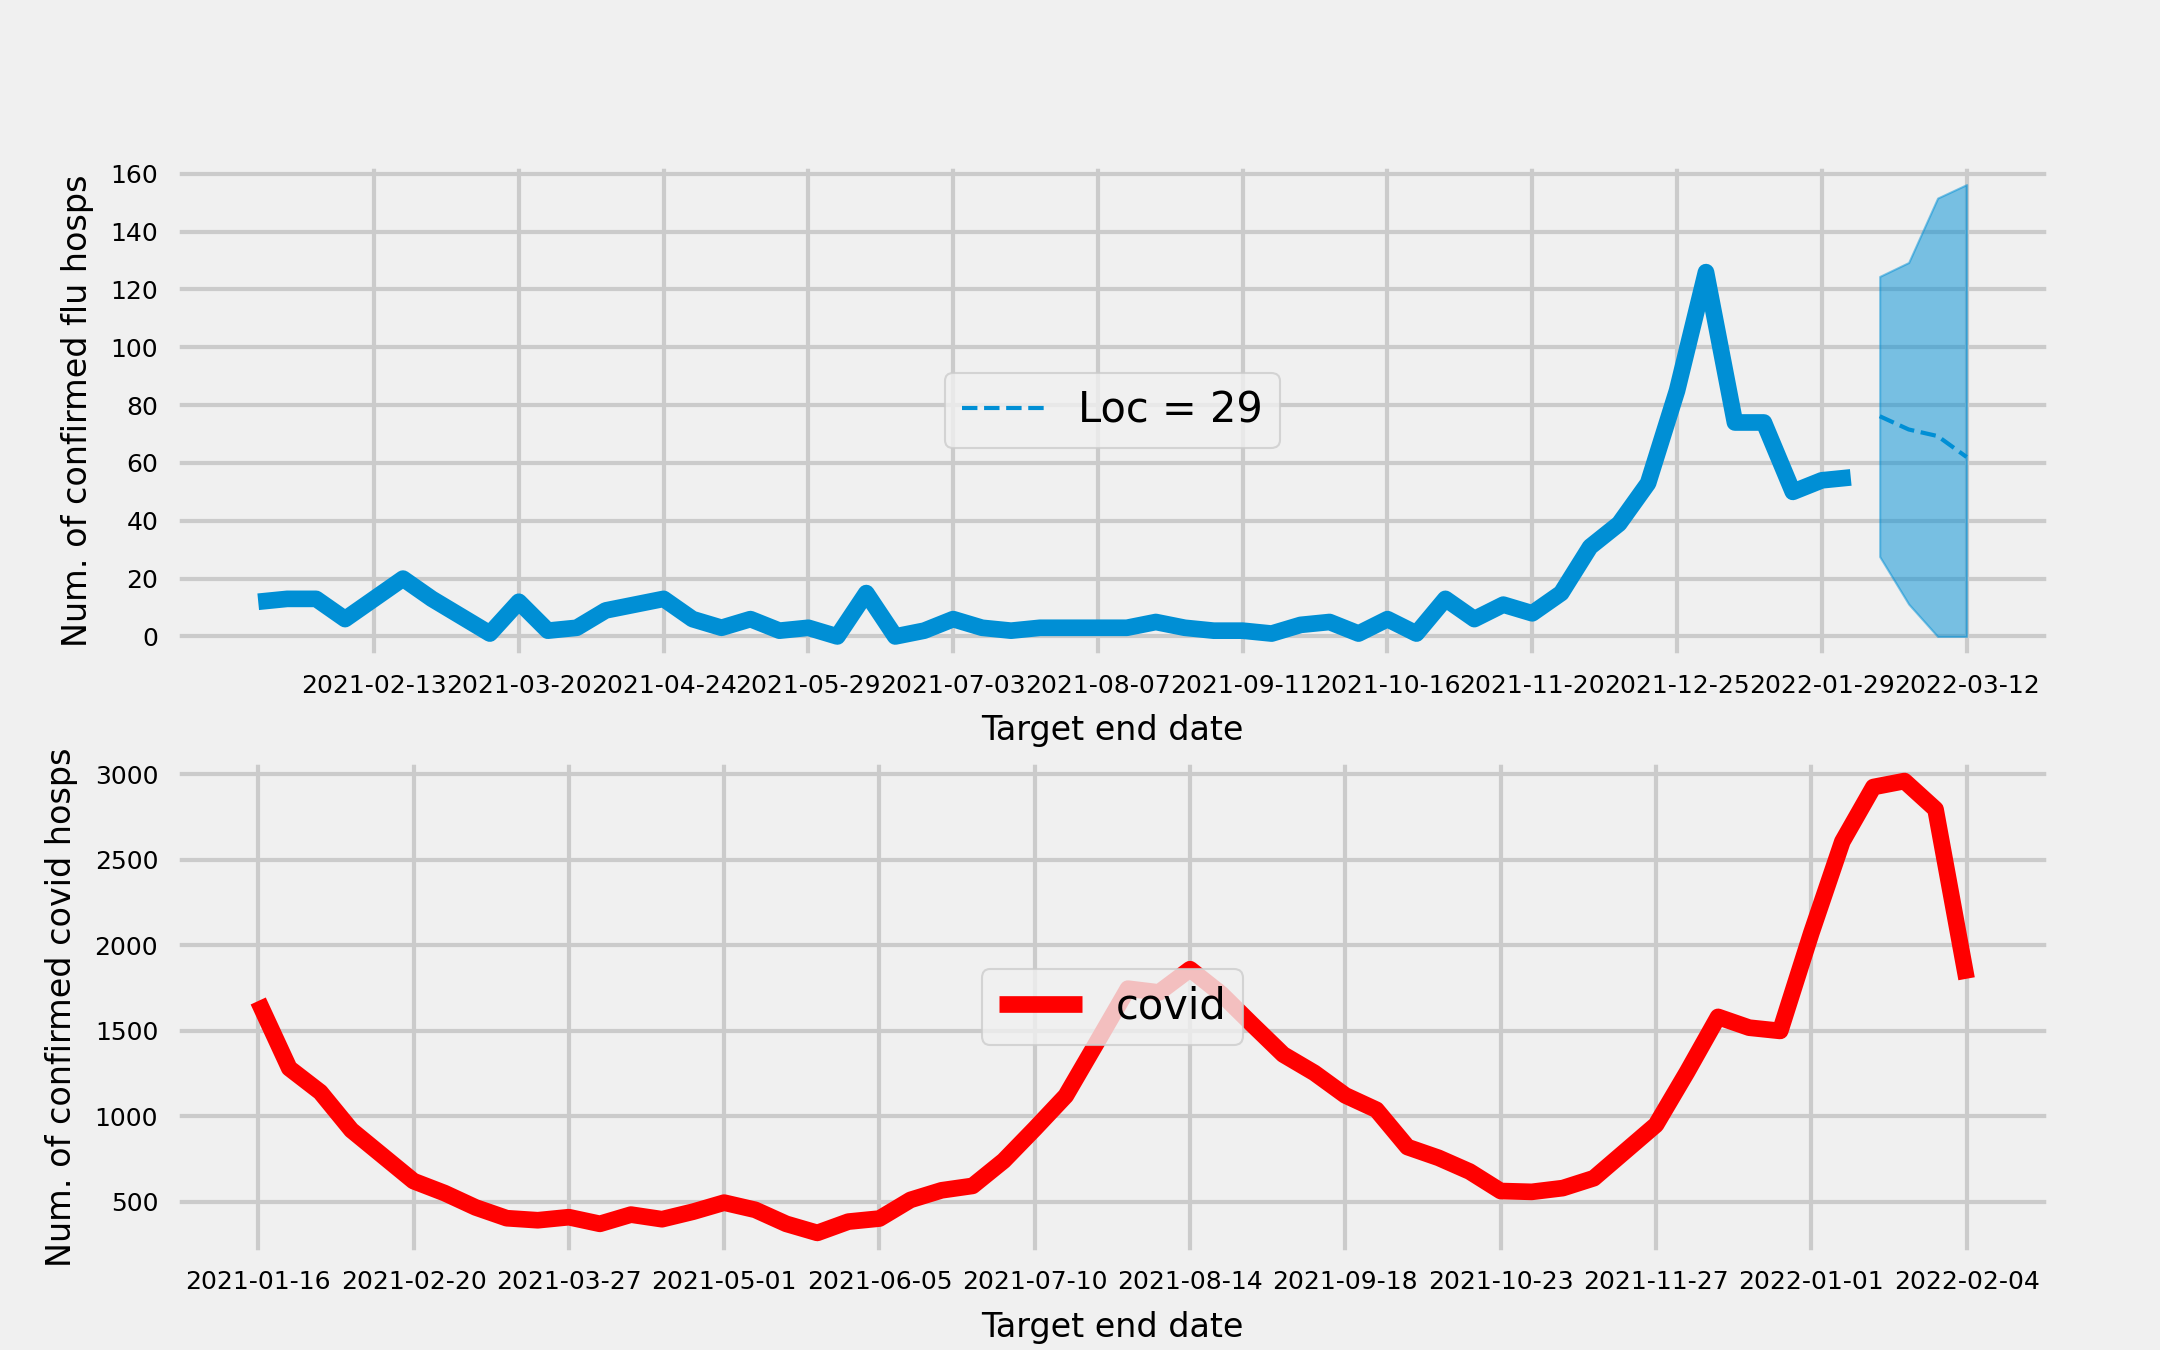 Num. of confirmed flu hosps
160
140
120
100
80
60
40
20
0
Loc = 29
2021-02-13 2021-03-20 2021-04-24 2021-05-29 2021-07-03 2021-08-07 2021-09-11 2021-10-16 2021-11-20 2021-12-25 2022-01-29 2022-03-12
Target end date
Num. of confirmed covid hosps
3000
2500
2000
1500
1000
500
covid
2021-01-16 2021-02-20 2021-03-27 2021-05-01 2021-06-05 2021-07-10 2021-08-14 2021-09-18 2021-10-23 2021-11-27 2022-01-01 2022-02-04
Target end date